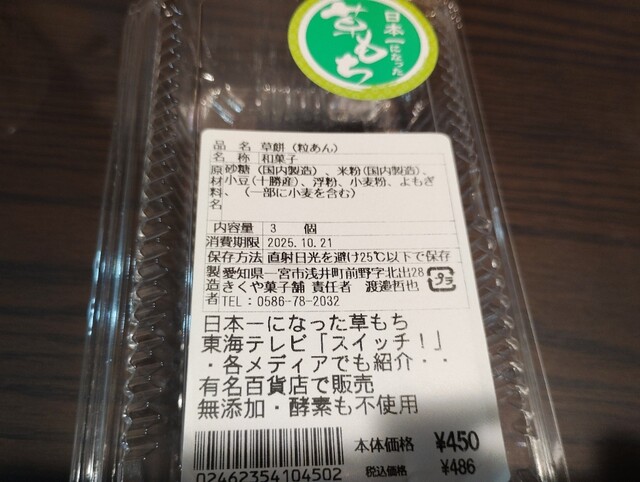 日本一になった
草もち
品名 草餅（粒あん）
名称 和菓子
原材料名 砂糖（国内製造）、米粉（国内製造）、
小豆（十勝産）、浮粉、小麦粉、よもぎ
、（一部に小麦を含む）
内容量 3 個
消費期限 2025.10.21
保存方法 直射日光を避け25℃以下で保存
製造者 愛知県一宮市浅井町前野字北出28
きくや菓子舗 責任者 渡邉哲也
TEL：0586-78-2032
プラ
日本一になった草もち
東海テレビ「スイッチ！」
・各メディアでも紹介・・
有名百貨店で販売
無添加・酵素も不使用
02462354104502
本体価格 ¥450
税込価格 ¥486